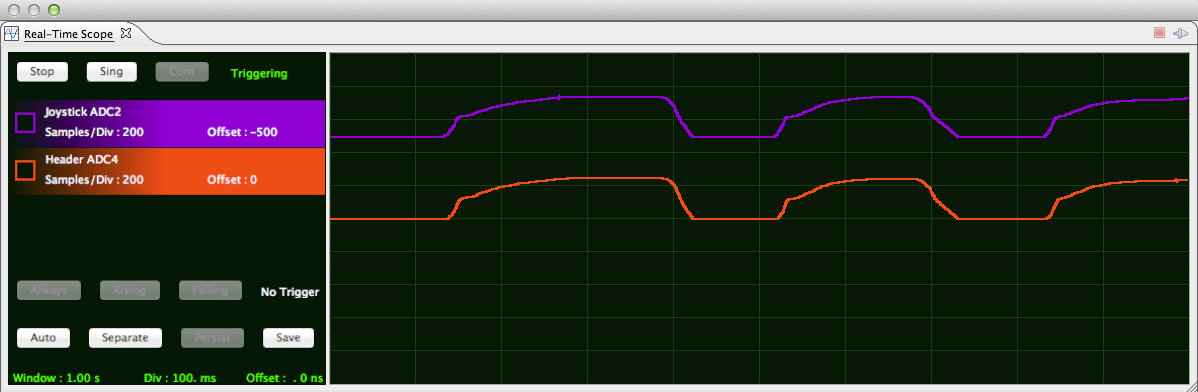 Real-Time Scope
Stop Sing Cont Triggering
Joystick ADC2
Samples/Div : 200 Offset : -500
Header ADC4
Samples/Div : 200 Offset : 0
Always Rising Falling No Trigger
Auto Separate Persist Save
Window : 1.00 s Div : 100. ms Offset : . 0 ns